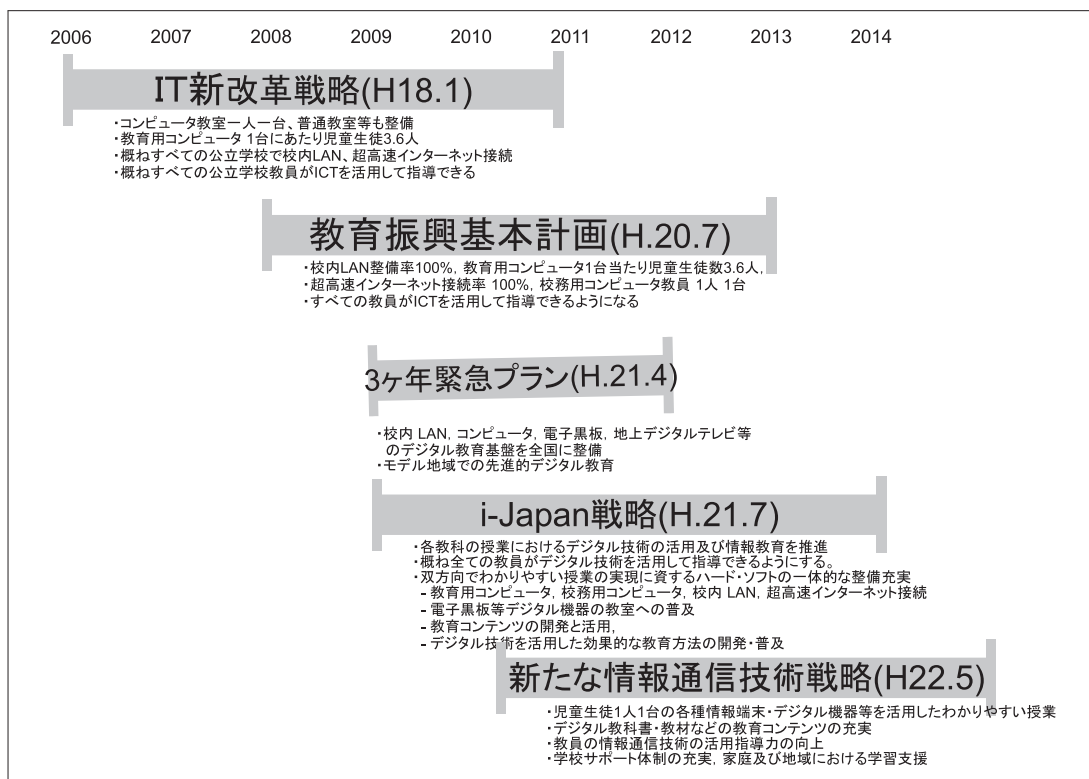 2006 2007 2008 2009 2010 2011 2012 2013 2014
IT新改革戦略(H18.1)
・コンピュータ教室一人一台、普通教室等も整備
・教育用コンピュータ 1台にあたり児童生徒3.6人
・概ねすべての公立学校で校内LAN、超高速インターネット接続
・概ねすべての公立学校教員がICTを活用して指導できる
教育振興基本計画(H.20.7)
・校内LAN整備率100%, 教育用コンピュータ1台当たり児童生徒数3.6人,
・超高速インターネット接続率 100%, 校務用コンピュータ教員 1人 1台
・すべての教員がICTを活用して指導できるようになる
3ヶ年緊急プラン(H.21.4)
・校内 LAN, コンピュータ, 電子黒板, 地上デジタルテレビ等
のデジタル教育基盤を全国に整備
・モデル地域での先進的デジタル教育
i-Japan戦略(H.21.7)
・各教科の授業におけるデジタル技術の活用及び情報教育を推進
・概ね全ての教員がデジタル技術を活用して指導できるようにする。
・双方向でわかりやすい授業の実現に資するハード・ソフトの一体的な整備充実
- 教育用コンピュータ, 校務用コンピュータ, 校内 LAN, 超高速インターネット接続
- 電子黒板等デジタル機器の教室への普及
- 教育コンテンツの開発と活用,
- デジタル技術を活用した効果的な教育方法の開発・普及
新たな情報通信技術戦略(H22.5)
・児童生徒1人1台の各種情報端末・デジタル機器等を活用したわかりやすい授業
・デジタル教科書・教材などの教育コンテンツの充実
・教員の情報通信技術の活用指導力の向上
・学校サポート体制の充実, 家庭及び地域における学習支援